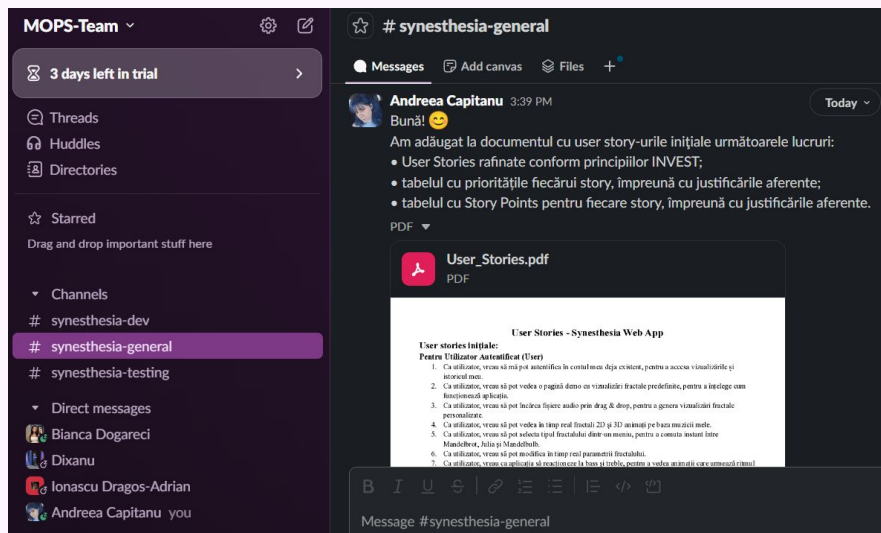 MOPS-Team
3 days left in trial
Threads
Huddles
Directories
Starred
Drag and drop important stuff here
Channels
# synesthesia-dev
# synesthesia-general
# synesthesia-testing
Direct messages
Bianca Dogareci
Dixanu
Ionascu Dragos-Adrian
Andreea Capitanu you
# synesthesia-general
Messages
Add canvas
Files
+
Andreea Capitanu 3:39 PM
Today
Bună! 😊
Am adăugat la documentul cu user story-urile inițiale următoarele lucruri:
• User Stories rafinate conform principiilor INVEST;
• tabelul cu prioritățile fiecărui story, împreună cu justificările aferente;
• tabelul cu Story Points pentru fiecare story, împreună cu justificările aferente.
PDF
User_Stories.pdf
PDF
User Stories - Synesthesia Web App
User stories inițiale:
Pentru Utilizator Autentificat (User)
1. Ca utilizator, vreau să mă pot autentifica în contul meu deja existent, pentru a accesa vizualizările și
istoricul meu.
2. Ca utilizator, vreau să pot vedea o pagină demo cu vizualizări fractale predefinite, pentru a înțelege cum
funcționează aplicația.
3. Ca utilizator, vreau să pot încărca fișiere audio prin drag & drop, pentru a genera vizualizări fractale
personalizate.
4. Ca utilizator, vreau să pot vedea în timp real fractali 2D și 3D animați pe baza muzicii mele.
5. Ca utilizator, vreau să pot selecta tipul fractalului dintr-un meniu, pentru a comuta instant între
Mandelbrot, Julia și Mandelbulb.
6. Ca utilizator, vreau să pot modifica în timp real parametrii fractalului.
7. Ca utilizator, vreau ca aplicația să reacționeze la bass și treble, pentru a vedea animații care urmează ritmul
B I U S
Message #synesthesia-general